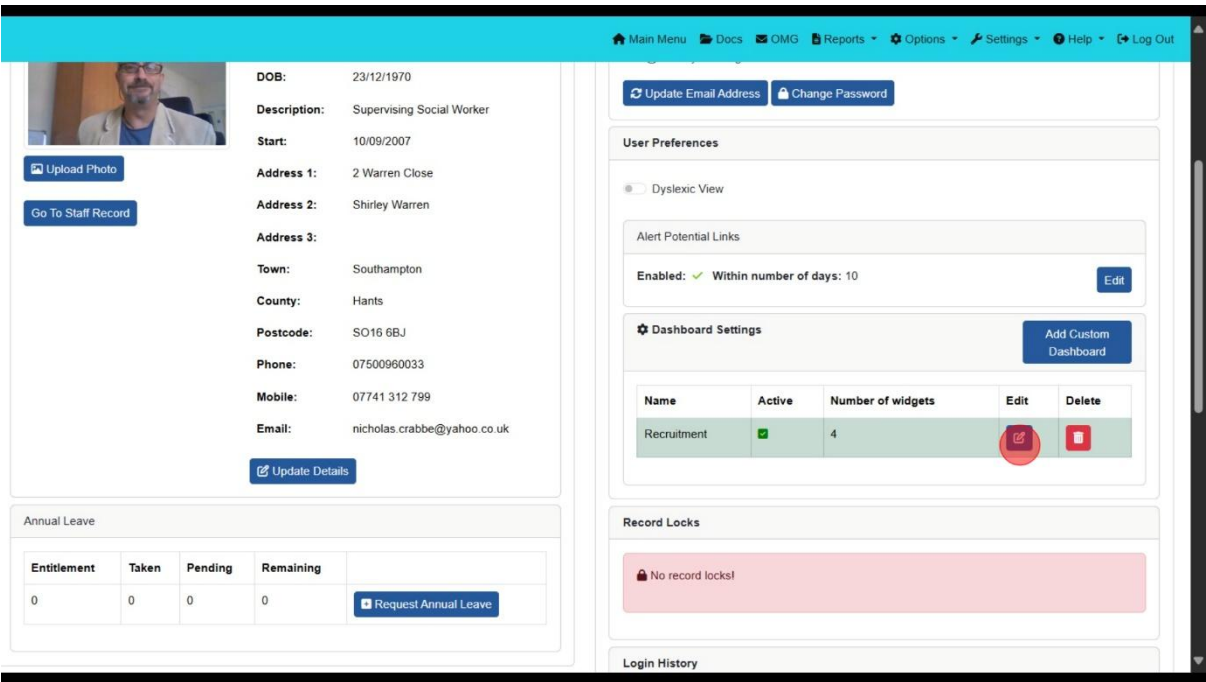 Main Menu Docs OMG Reports Options Settings Help Log Out
DOB: 23/12/1970
Description: Supervising Social Worker
Start: 10/09/2007
Upload Photo
Address 1: 2 Warren Close
Go To Staff Record
Address 2: Shirley Warren
Address 3:
Town: Southampton
County: Hants
Postcode: SO16 6BJ
Phone: 07500960033
Mobile: 07741 312 799
Email: nicholas.crabbe@yahoo.co.uk
Update Details
Annual Leave
Entitlement Taken Pending Remaining
0 0 0 0 Request Annual Leave
Update Email Address Change Password
User Preferences
Dyslexic View
Alert Potential Links
Enabled: Within number of days: 10 Edit
Dashboard Settings
Add Custom
Dashboard
Name Active Number of widgets Edit Delete
Recruitment 4
Record Locks
No record locks!
Login History